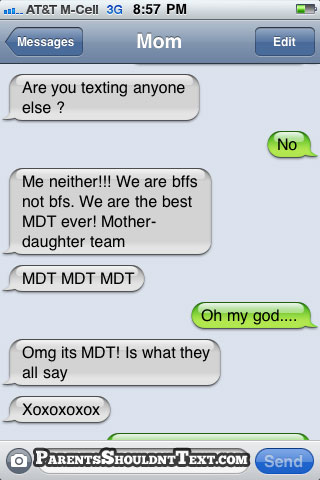 AT&T M-Cell 3G 8:57 PM
Messages Mom Edit
Are you texting anyone
else ?
No
Me neither!!! We are bffs
not bfs. We are the best
MDT ever! Mother-
daughter team
MDT MDT MDT
Oh my god....
Omg its MDT! Is what they
all say
Xoxoxoxox
ParentsShouldntText.com
Send